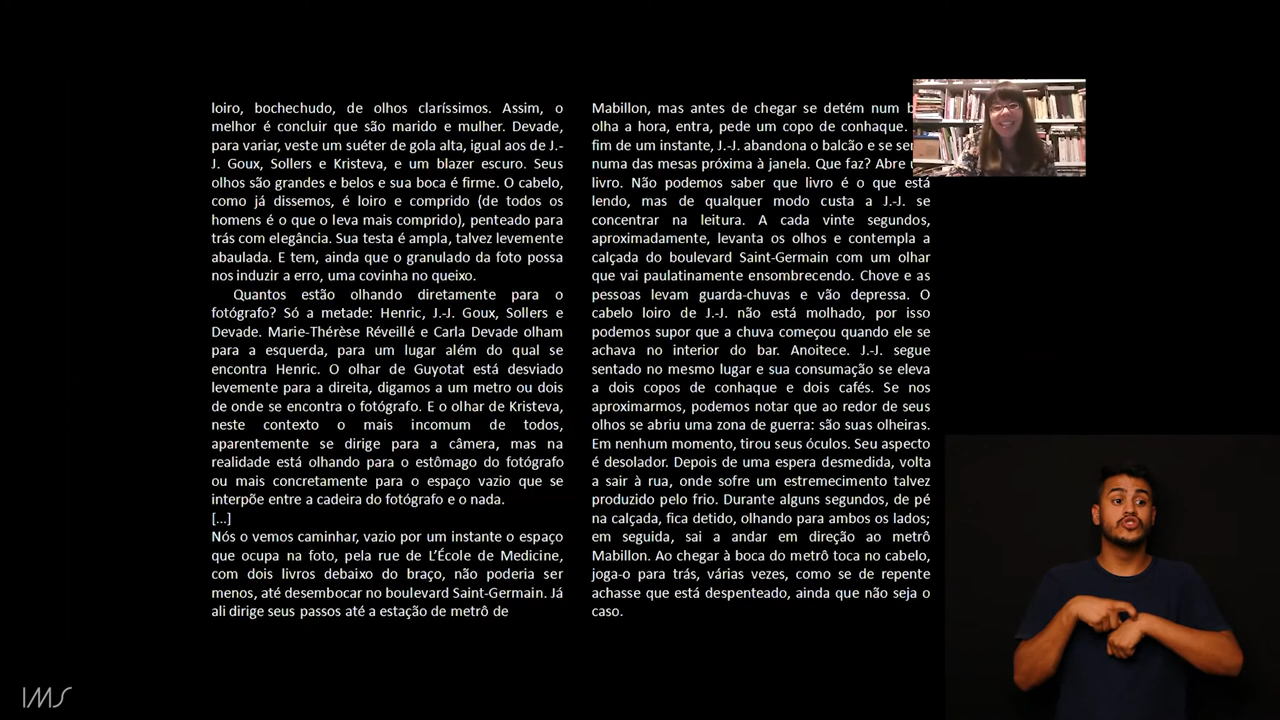 loiro, bochechudo, de olhos claríssimos. Assim, o
melhor é concluir que são marido e mulher. Devade,
para variar, veste um suéter de gola alta, igual aos de J.-
J. Goux, Sollers e Kristeva, e um blazer escuro. Seus
olhos são grandes e belos e sua boca é firme. O cabelo,
como já dissemos, é loiro e comprido (de todos os
homens é o que o leva mais comprido), penteado para
trás com elegância. Sua testa é ampla, talvez levemente
abaulada. E tem, ainda que o granulado da foto possa
nos induzir a erro, uma covinha no queixo.
Quantos estão olhando diretamente para o
fotógrafo? Só a metade: Henric, J.-J. Goux, Sollers e
Devade. Marie-Thérèse Réveillé e Carla Devade olham
para a esquerda, para um lugar além do qual se
encontra Henric. O olhar de Guyotat está desviado
levemente para a direita, digamos a um metro ou dois
de onde se encontra o fotógrafo. E o olhar de Kristeva,
neste contexto o mais incomum de todos,
aparentemente se dirige para a câmera, mas na
realidade está olhando para o estômago do fotógrafo
ou mais concretamente para o espaço vazio que se
interpõe entre a cadeira do fotógrafo e o nada.
[...]
Nós o vemos caminhar, vazio por um instante o espaço
que ocupa na foto, pela rue de L’École de Medicine,
com dois livros debaixo do braço, não poderia ser
menos, até desembocar no boulevard Saint-Germain. Já
ali dirige seus passos até a estação de metrô de
Mabillon, mas antes de chegar se detém num
olha a hora, entra, pede um copo de conhaque.
fim de um instante, J.-J. abandona o balcão e se
numa das mesas próxima à janela. Que faz? Abre
livro. Não podemos saber que livro é o que está
lendo, mas de qualquer modo custa a J.-J. se
concentrar na leitura. A cada vinte segundos,
aproximadamente, levanta os olhos e contempla a
calçada do boulevard Saint-Germain com um olhar
que vai paulatinamente ensombrecendo. Chove e as
pessoas levam guarda-chuvas e vão depressa. O
cabelo loiro de J.-J. não está molhado, por isso
podemos supor que a chuva começou quando ele se
achava no interior do bar. Anoitece. J.-J. segue
sentado no mesmo lugar e sua consumação se eleva
a dois copos de conhaque e dois cafés. Se nos
aproximarmos, podemos notar que ao redor de seus
olhos se abriu uma zona de guerra: são suas olheiras.
Em nenhum momento, tirou seus óculos. Seu aspecto
é desolador. Depois de uma espera desmedida, volta
a sair à rua, onde sofre um estremecimento talvez
produzido pelo frio. Durante alguns segundos, de pé
na calçada, fica detido, olhando para ambos os lados;
em seguida, sai a andar em direção ao metrô
Mabillon. Ao chegar à boca do metrô toca no cabelo,
joga-o para trás, várias vezes, como se de repente
achasse que está despenteado, ainda que não seja o
caso.
IMS